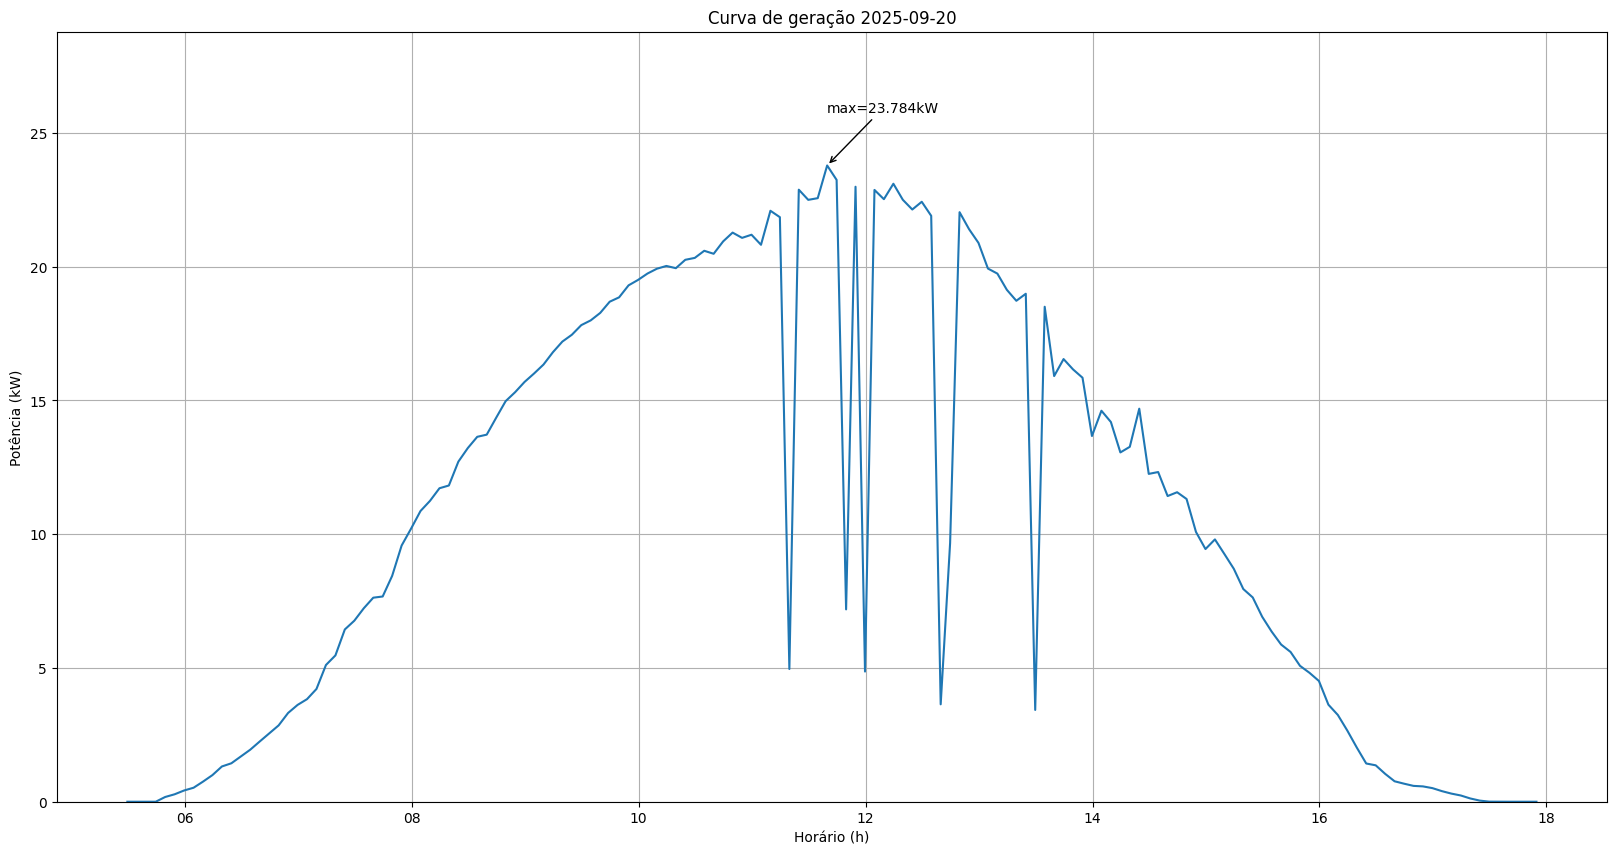 Curva de geração 2025-09-20
max=23.784kW
25
20
15
10
5
0
Potência (kW)
06 08 10 12 14 16 18
Horário (h)